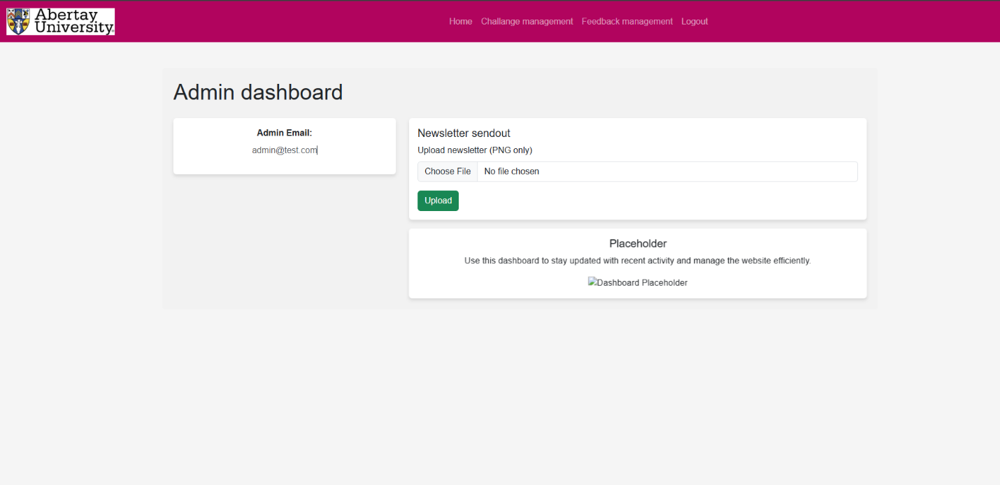 Abertay
University
Home Challange management Feedback management Logout
Admin dashboard
Admin Email:
admin@test.com
Newsletter sendout
Upload newsletter (PNG only)
Choose File No file chosen
Upload
Placeholder
Use this dashboard to stay updated with recent activity and manage the website efficiently.
Dashboard Placeholder